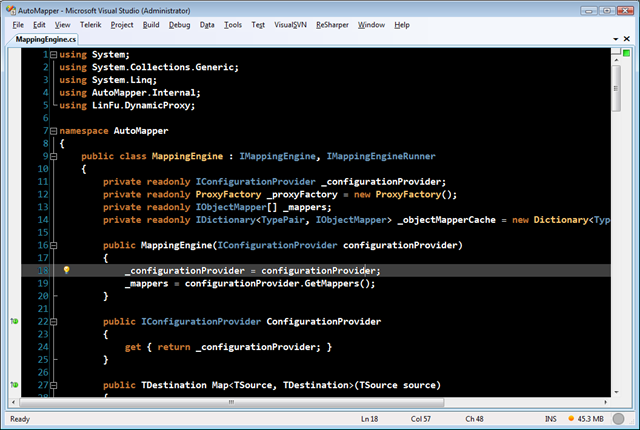 AutoMapper - Microsoft Visual Studio (Administrator)
File Edit View Telerik Project Build Debug Data Tools Test VisualSVN ReSharper Window Help
MappingEngine.cs
1 using System;
2 using System.Collections.Generic;
3 using System.Linq;
4 using AutoMapper.Internal;
5 using LinFu.DynamicProxy;
6
7 namespace AutoMapper
8 {
9 public class MappingEngine : IMappingEngine, IMappingEngineRunner
10 {
11 private readonly IConfigurationProvider _configurationProvider;
12 private readonly ProxyFactory _proxyFactory = new ProxyFactory();
13 private readonly IObjectMapper[] _mappers;
14 private readonly IDictionary<TypePair, IObjectMapper> _objectMapperCache = new Dictionary<Typ
15
16 public MappingEngine(IConfigurationProvider configurationProvider)
17 {
18 _configurationProvider = configurationProvider;
19 _mappers = configurationProvider.GetMappers();
20 }
21
22 public IConfigurationProvider ConfigurationProvider
23 {
24 get { return _configurationProvider; }
25 }
26
27 public TDestination Map<TSource, TDestination>(TSource source)
Ready Ln 18 Col 57 Ch 48 INS 45.3 MB